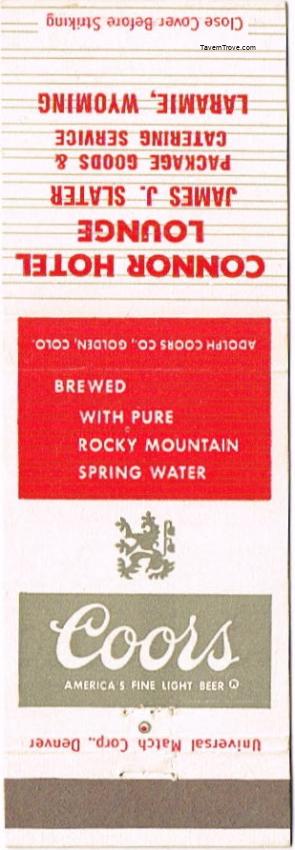 Close Cover Before Striking
TavernTrove.com
CONNOR HOTEL
LOUNGE
JAMES J. SLATER
PACKAGE GOODS &
CATERING SERVICE
LARAMIE, WYOMING
ADOLPH COORS CO., GOLDEN, COLO.
BREWED
WITH PURE
ROCKY MOUNTAIN
SPRING WATER
Coors
AMERICA'S FINE LIGHT BEER ®
Universal Match Corp., Denver